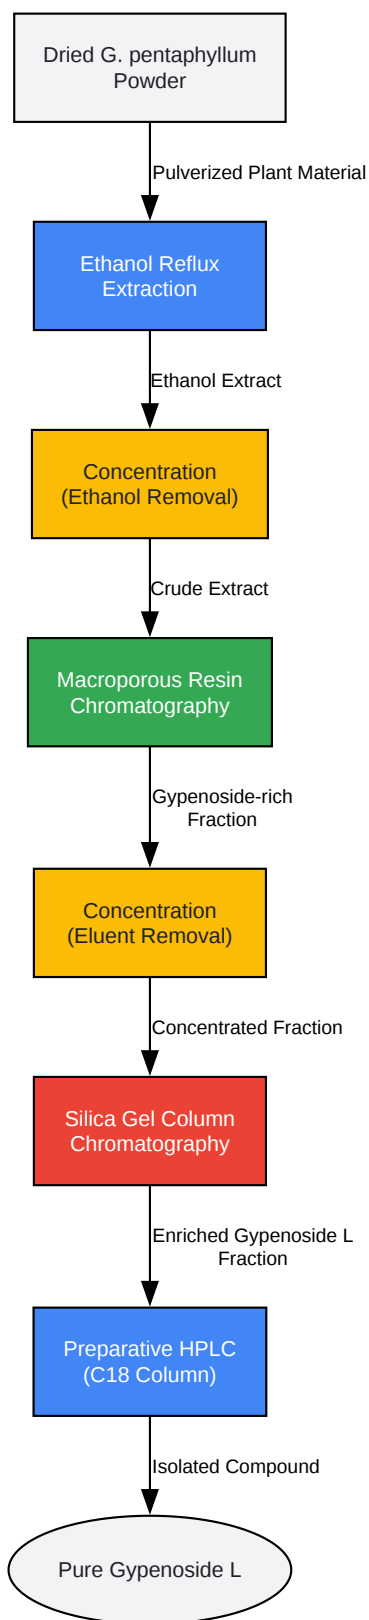 Dried G. pentaphyllum
Powder
Pulverized Plant Material
Ethanol Reflux
Extraction
Ethanol Extract
Concentration
(Ethanol Removal)
Crude Extract
Macroporous Resin
Chromatography
Gypenoside-rich
Fraction
Concentration
(Eluent Removal)
Concentrated Fraction
Silica Gel Column
Chromatography
Enriched Gypenoside L
Fraction
Preparative HPLC
(C18 Column)
Isolated Compound
Pure Gypenoside L